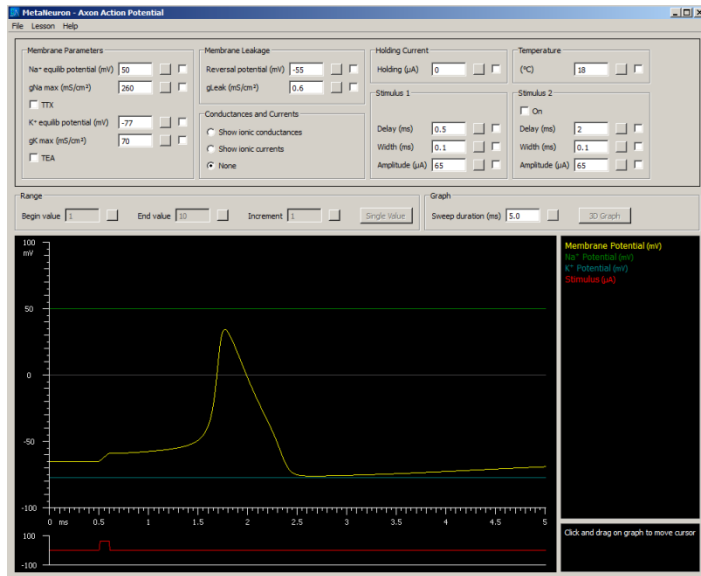 MetaNeuron - Axon Action Potential
File Lesson Help
Membrane Parameters
Na⁺ equilib potential (mV) 50
gNa max (mS/cm²) 260
TTX
K⁺ equilib potential (mV) -77
gK max (mS/cm²) 70
TEA
Membrane Leakage
Reversal potential (mV) -55
gLeak (mS/cm²) 0.6
Conductances and Currents
Show ionic conductances
Show ionic currents
None
Holding Current
Holding (µA) 0
Temperature
(°C) 18
Stimulus 1
Delay (ms) 0.5
Width (ms) 0.1
Amplitude (µA) 65
Stimulus 2
On
Delay (ms) 2
Width (ms) 0.1
Amplitude (µA) 65
Range
Begin value 1 End value 10 Increment 1 Single Value
Graph
Sweep duration (ms) 5.0 3D Graph
100
mV
50
0
-50
-100
0 ms 0.5 1 1.5 2 2.5 3 3.5 4 4.5 5
100
-100
Membrane Potential (mV)
Na⁺ Potential (mV)
K⁺ Potential (mV)
Stimulus (µA)
Click and drag on graph to move cursor